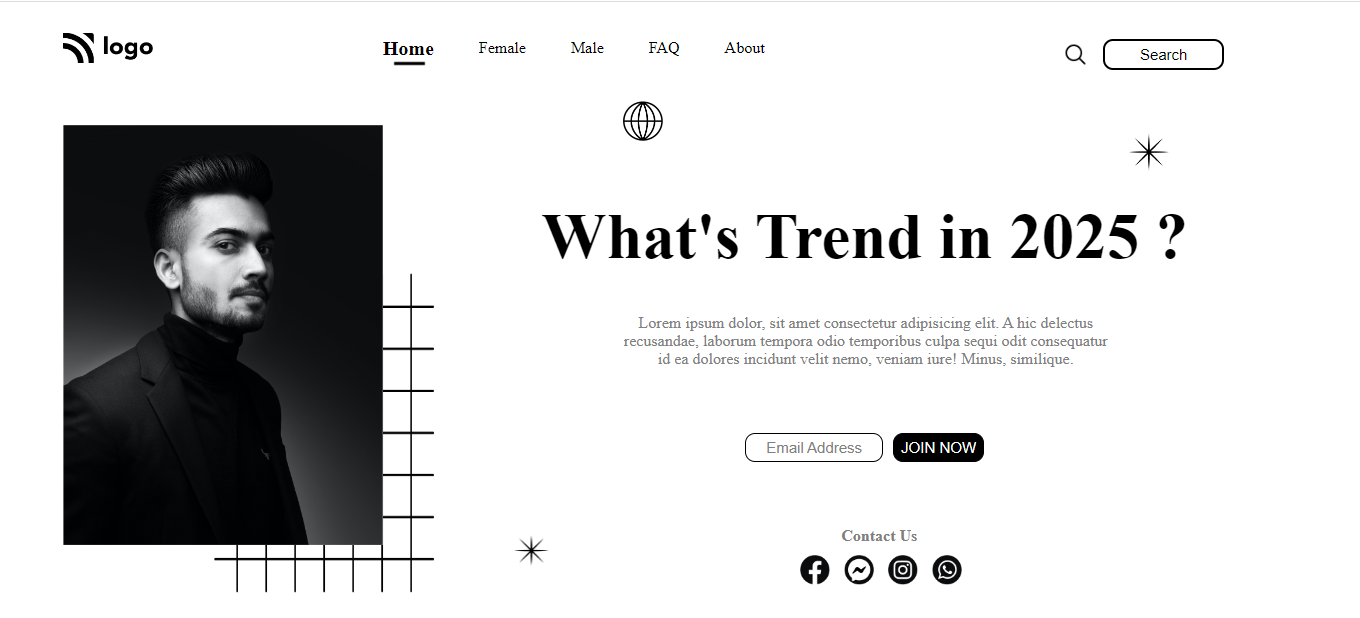 logo
Home Female Male FAQ About
Search
What's Trend in 2025 ?
Lorem ipsum dolor, sit amet consectetur adipisicing elit. A hic delectus
recusandae, laborum tempora odio temporibus culpa sequi odit consequatur
id ea dolores incidunt velit nemo, veniam iure! Minus, similique.
Email Address JOIN NOW
Contact Us